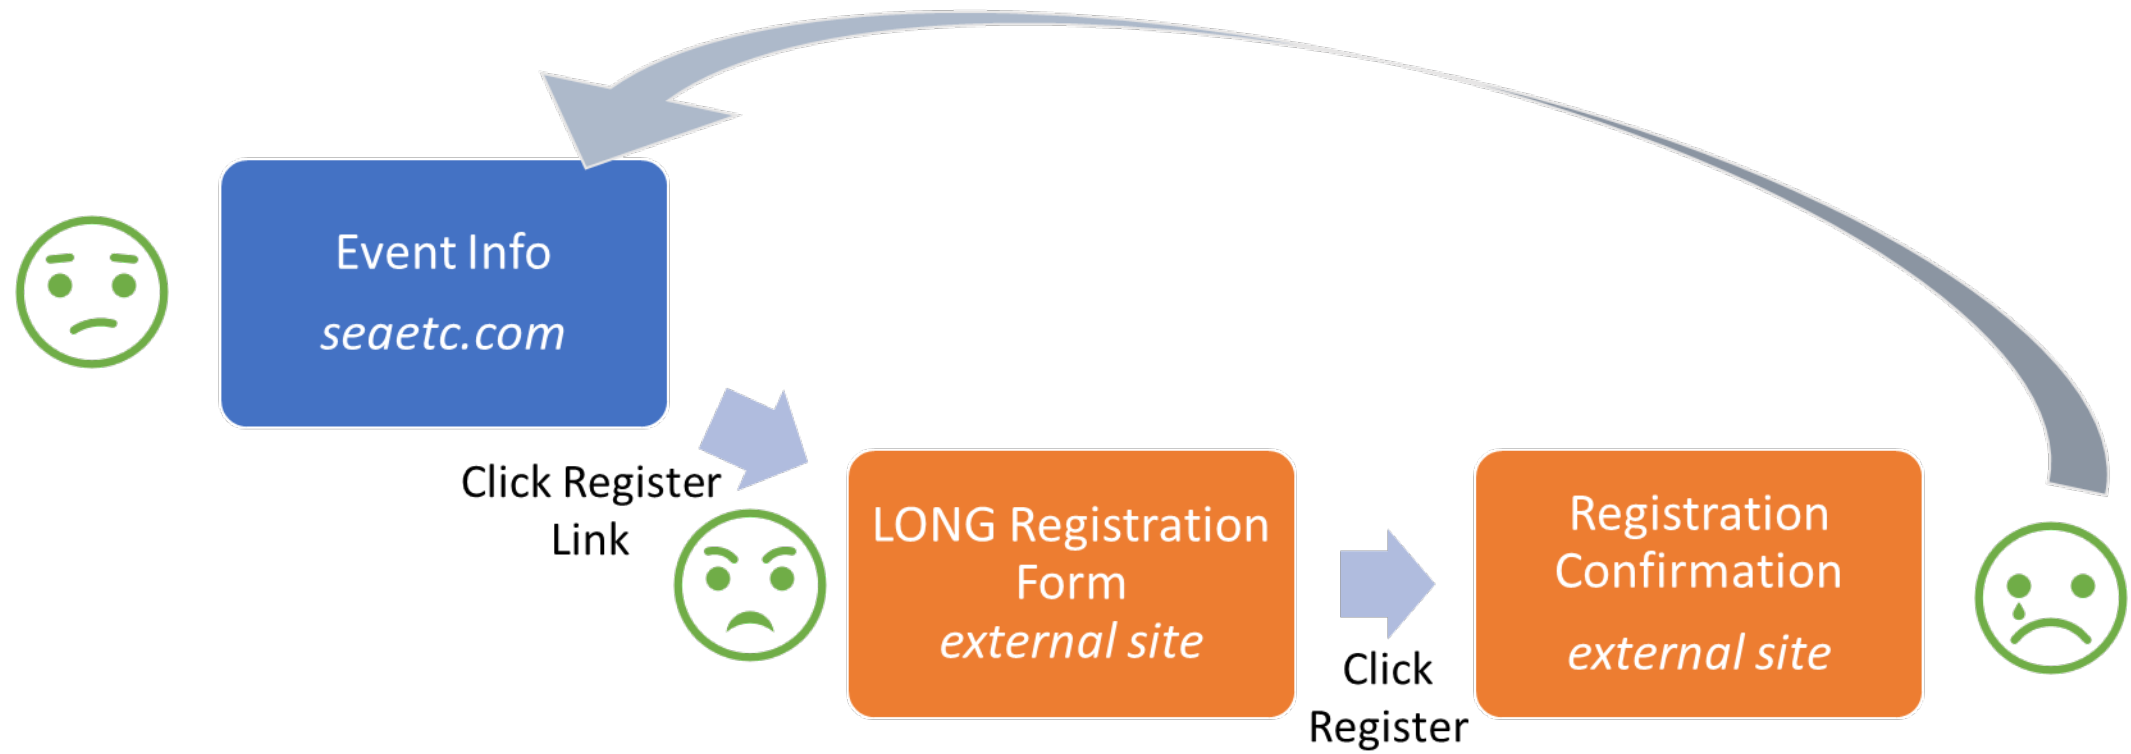 Event Info
seaetc.com
Click Register
Link
LONG Registration
Form
external site
Click
Register
Registration
Confirmation
external site